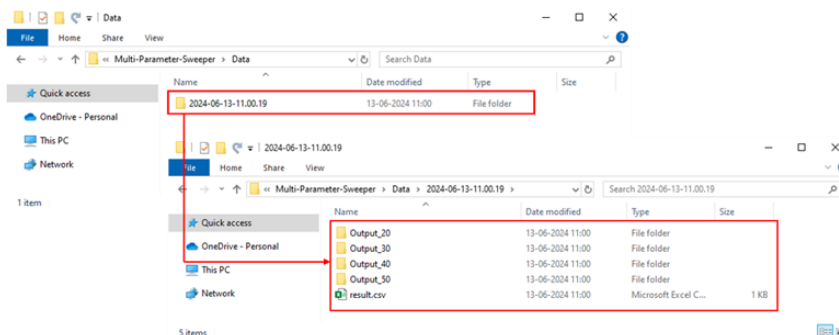 Data
File Home Share View
« Multi-Parameter-Sweeper › Data
Search Data
Name Date modified Type Size
Quick access
2024-06-13-11.00.19 13-06-2024 11:00 File folder
OneDrive - Personal
This PC
Network
1 item
2024-06-13-11.00.19
File Home Share View
« Multi-Parameter-Sweeper › Data › 2024-06-13-11.00.19 ›
Search 2024-06-13-11.00.19
Name Date modified Type Size
Quick access
OneDrive - Personal
This PC
Network
Output_20 13-06-2024 11:00 File folder
Output_30 13-06-2024 11:00 File folder
Output_40 13-06-2024 11:00 File folder
Output_50 13-06-2024 11:00 File folder
result.csv 13-06-2024 11:00 Microsoft Excel C... 1 KB
5 items